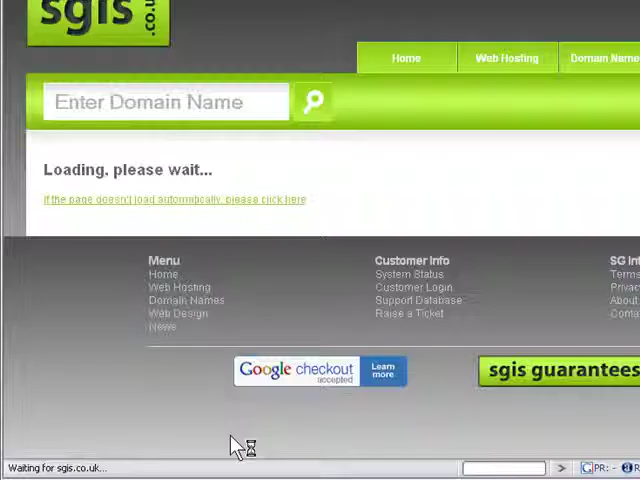 sgis
.co.u
Home
Web Hosting
Domain Name
Enter Domain Name
Loading, please wait...
If the page doesn't load automatically, please click here
Menu
Home
Web Hosting
Domain Names
Web Design
News
Customer Info
System Status
Customer Login
Support Database
Raise a Ticket
SG Inf
Terms
Privac
About
Conta
Google checkout
accepted
Learn
more
sgis guarantees
Waiting for sgis.co.uk...
PR: -
R